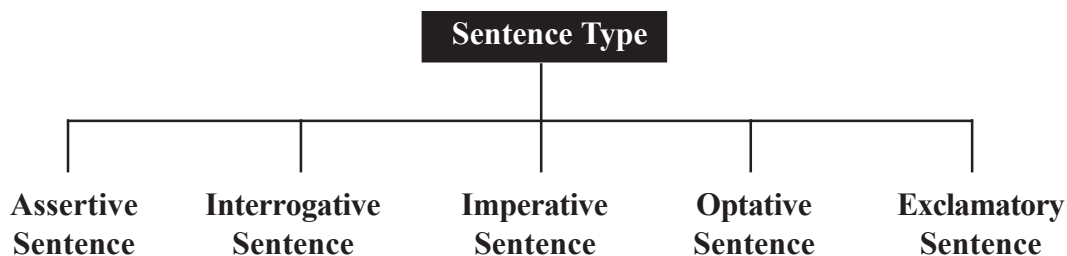 Sentence Type
Assertive Sentence
Interrogative Sentence
Imperative Sentence
Optative Sentence
Exclamatory Sentence